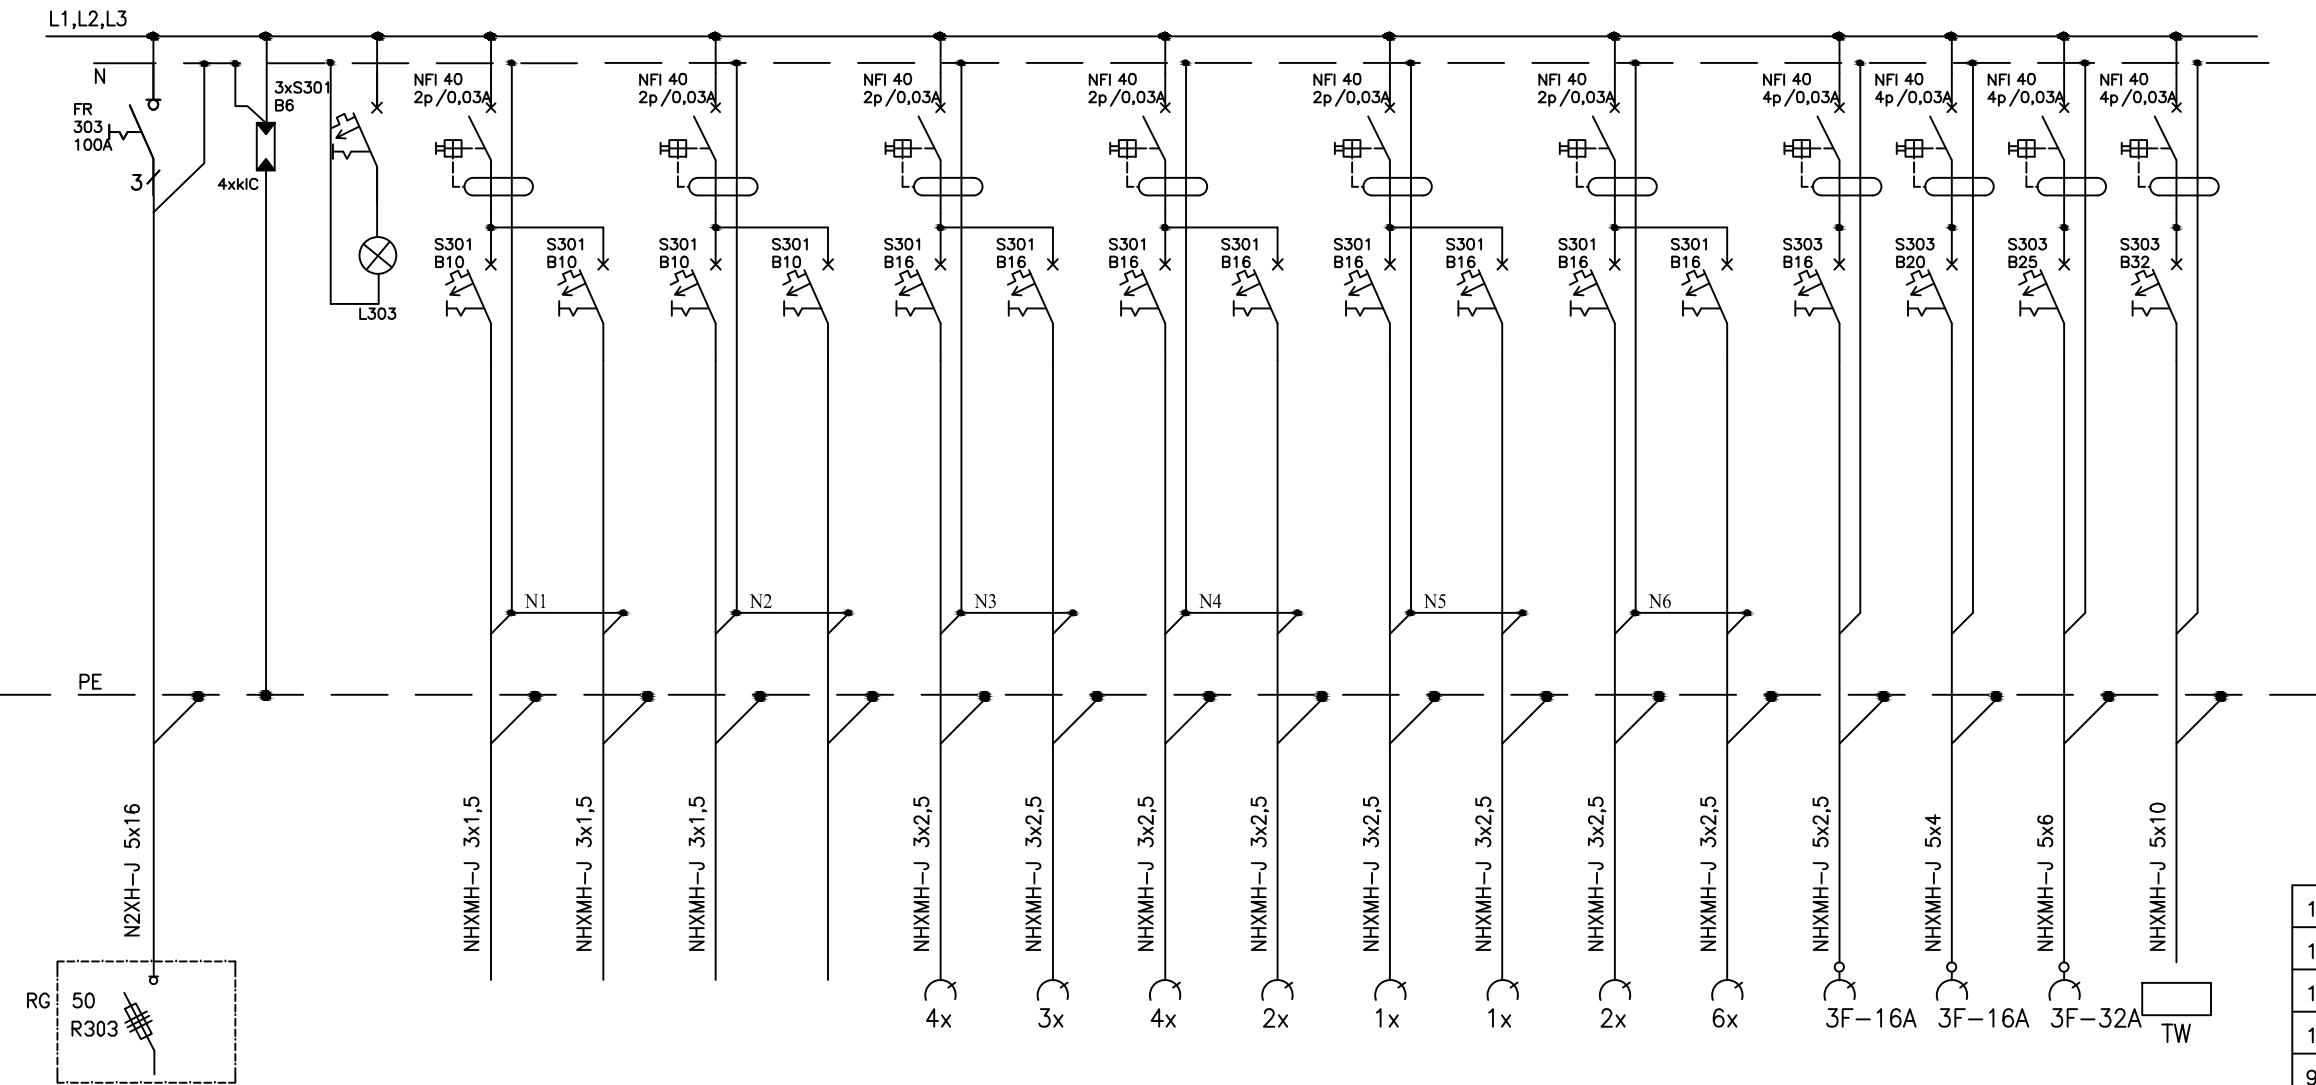 L1,L2,L3
N
FR
303
100A
3
3xS301
B6
4xkIC
L303
NFI 40
2p/0,03A
NFI 40
2p/0,03A
NFI 40
2p/0,03A
NFI 40
2p/0,03A
NFI 40
2p/0,03A
NFI 40
2p/0,03A
NFI 40
4p/0,03A
NFI 40
4p/0,03A
NFI 40
4p/0,03A
NFI 40
4p/0,03A
S301
B10
S301
B10
S301
B10
S301
B10
S301
B16
S301
B16
S301
B16
S301
B16
S301
B16
S301
B16
S301
B16
S301
B16
S303
B16
S303
B20
S303
B25
S303
B32
N1
N2
N3
N4
N5
N6
PE
N2XH-J 5x16
NHXMH-J 3x1,5
NHXMH-J 3x1,5
NHXMH-J 3x1,5
NHXMH-J 3x2,5
NHXMH-J 3x2,5
NHXMH-J 3x2,5
NHXMH-J 3x2,5
NHXMH-J 3x2,5
NHXMH-J 3x2,5
NHXMH-J 3x2,5
NHXMH-J 3x2,5
NHXMH-J 5x2,5
NHXMH-J 5x4
NHXMH-J 5x6
NHXMH-J 5x10
RG
50
R303
4x
3x
4x
2x
1x
1x
2x
6x
3F-16A
3F-16A
3F-32A
TW
1
1
1
1
9